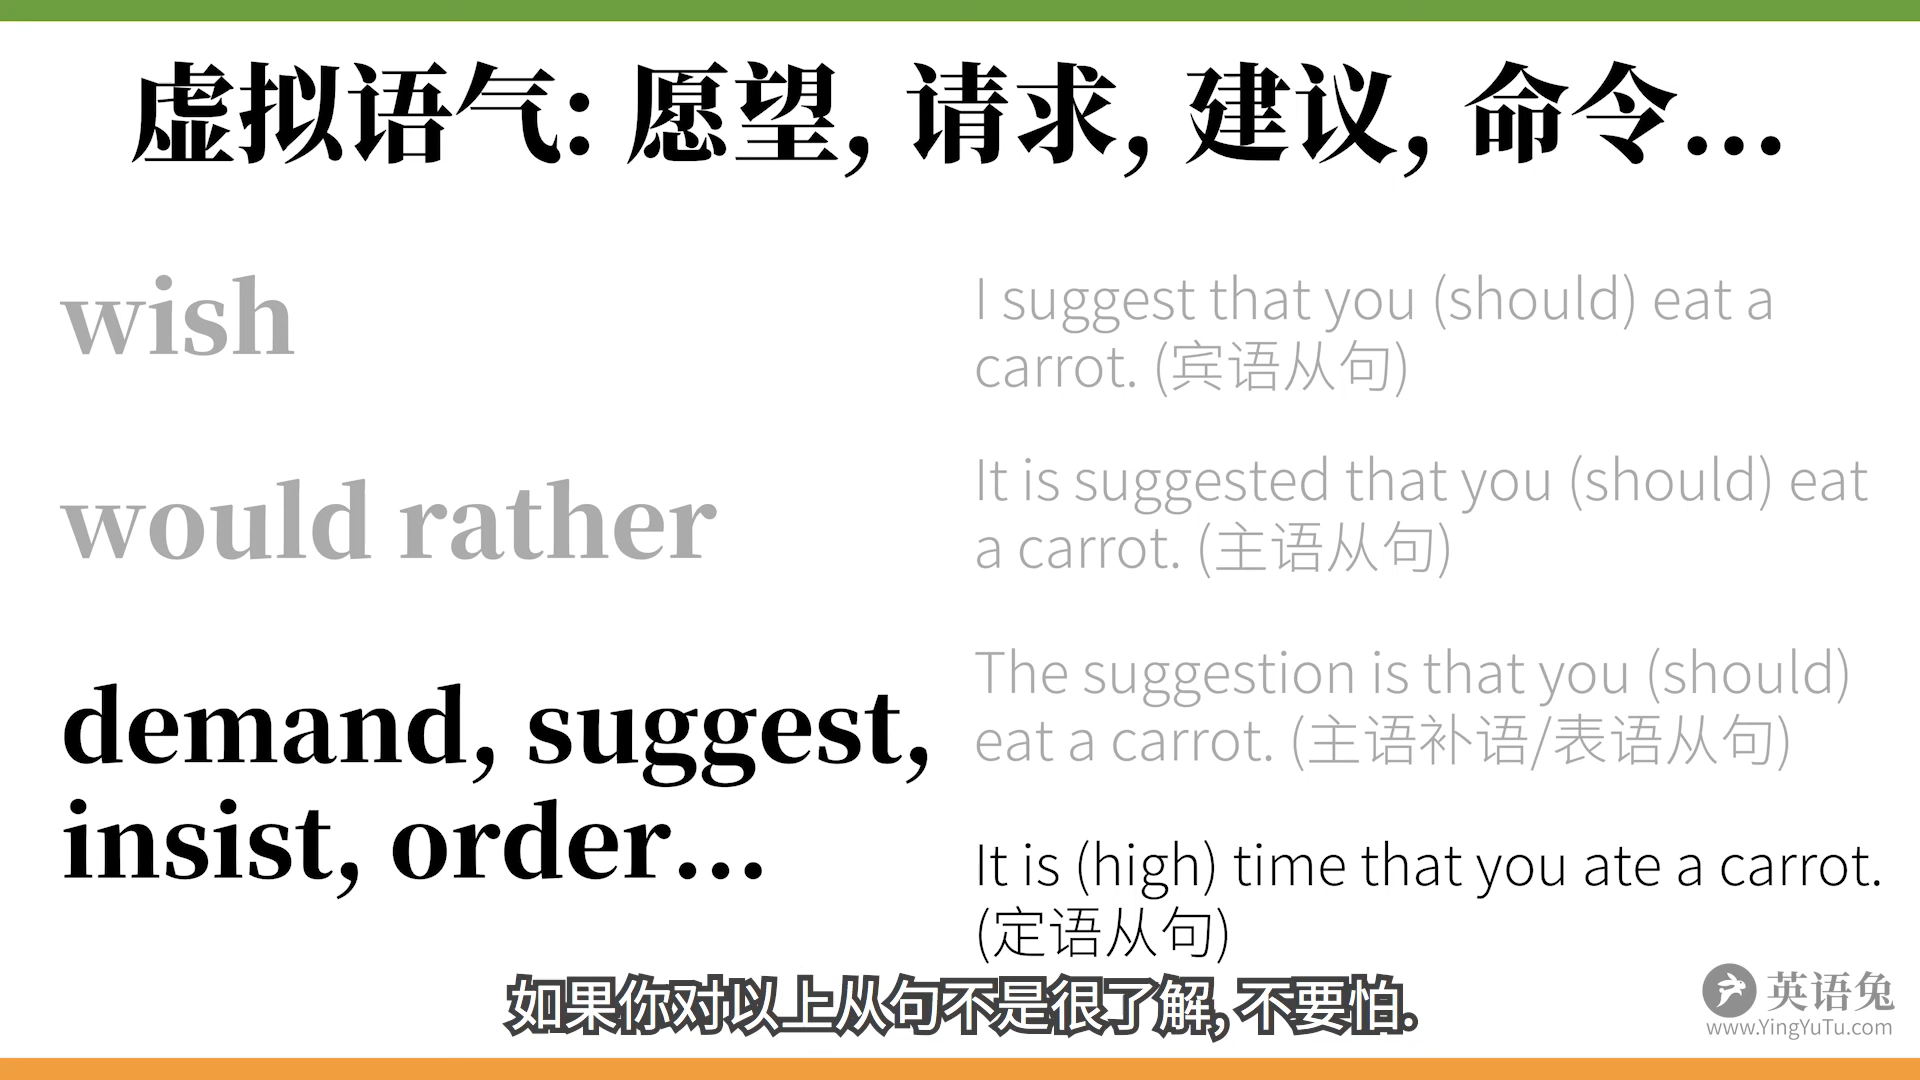 虚拟语气: 愿望, 请求, 建议, 命令...
wish
would rather
demand, suggest,
insist, order...
I suggest that you (should) eat a
carrot. (宾语从句)
It is suggested that you (should) eat
a carrot. (主语从句)
The suggestion is that you (should)
eat a carrot. (主语补语/表语从句)
It is (high) time that you ate a carrot.
(定语从句)
如果你对以上从句不是很了解, 不要怕.
英语兔
www.YingYuTu.com